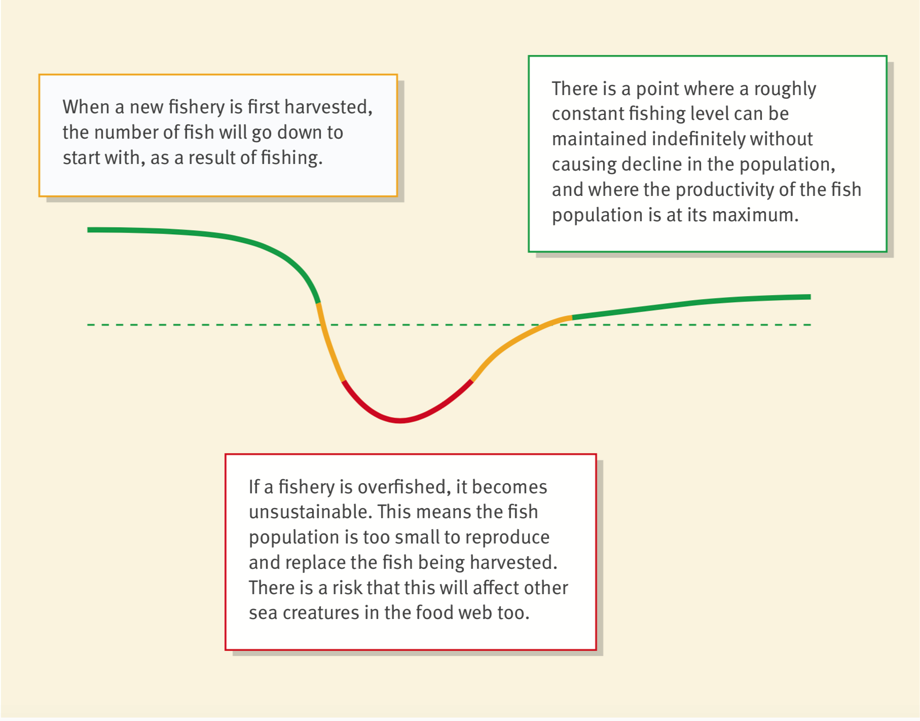 When a new fishery is first harvested,
the number of fish will go down to
start with, as a result of fishing.
There is a point where a roughly
constant fishing level can be
maintained indefinitely without
causing decline in the population,
and where the productivity of the fish
population is at its maximum.
If a fishery is overfished, it becomes
unsustainable. This means the fish
population is too small to reproduce
and replace the fish being harvested.
There is a risk that this will affect other
sea creatures in the food web too.